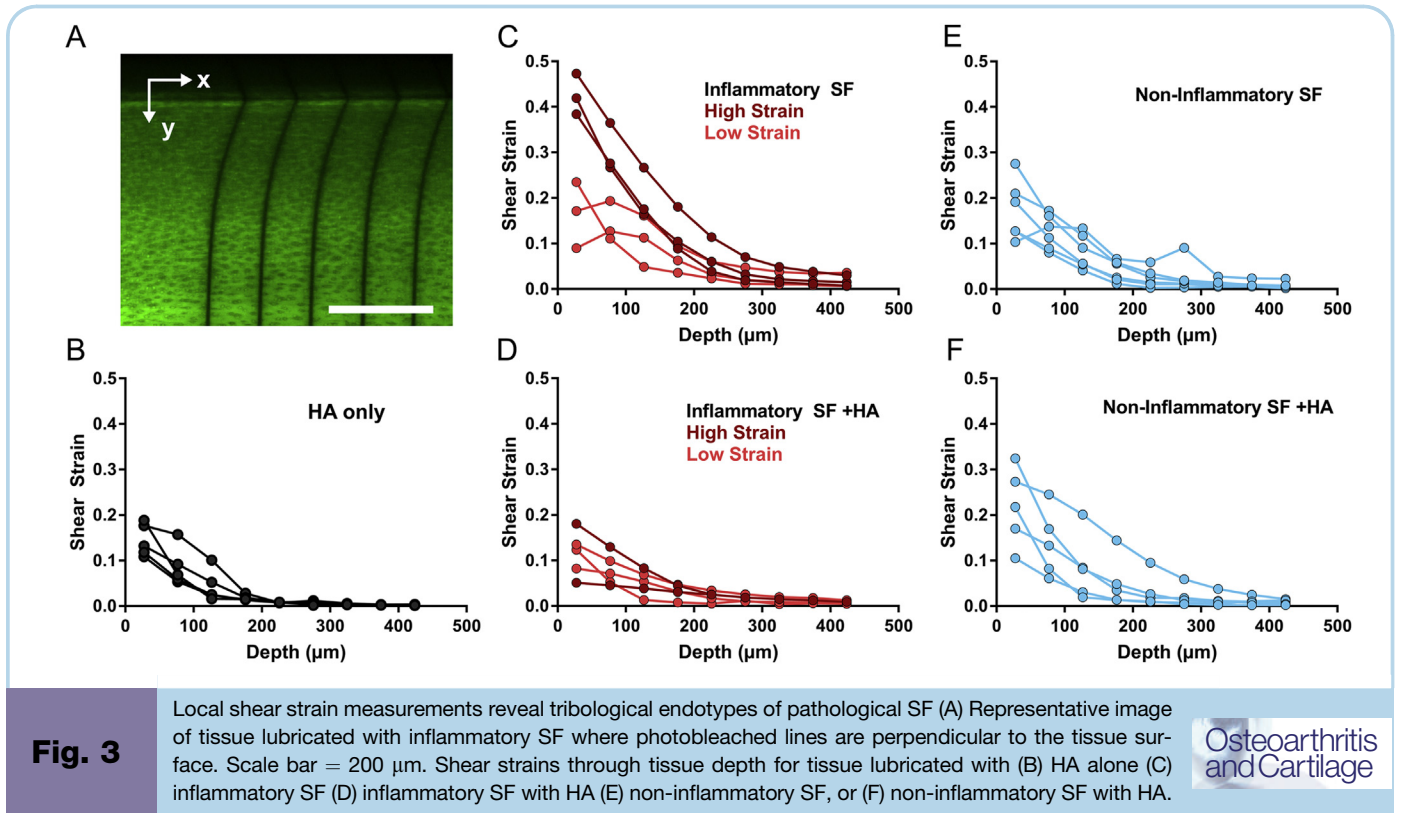 A
x
y
B
HA only
Shear Strain
0.5
0.4
0.3
0.2
0.1
0.0
0
100
200
300
400
500
Depth (µm)
C
Inflammatory SF
High Strain
Low Strain
Shear Strain
0.5
0.4
0.3
0.2
0.1
0.0
0
100
200
300
400
500
Depth (µm)
D
Inflammatory SF +HA
High Strain
Low Strain
Shear Strain
0.5
0.4
0.3
0.2
0.1
0.0
0
100
200
300
400
500
Depth (µm)
E
Non-Inflammatory SF
Shear Strain
0.5
0.4
0.3
0.2
0.1
0.0
0
100
200
300
400
500
Depth (µm)
F
Non-Inflammatory SF +HA
Shear Strain
0.5
0.4
0.3
0.2
0.1
0.0
0
100
200
300
400
500
Depth (µm)
Fig. 3
Local shear strain measurements reveal tribological endotypes of pathological SF (A) Representative image
of tissue lubricated with inflammatory SF where photobleached lines are perpendicular to the tissue sur-
face. Scale bar = 200 µm. Shear strains through tissue depth for tissue lubricated with (B) HA alone (C)
inflammatory SF (D) inflammatory SF with HA (E) non-inflammatory SF, or (F) non-inflammatory SF with HA.
Osteoarthritis
and Cartilage